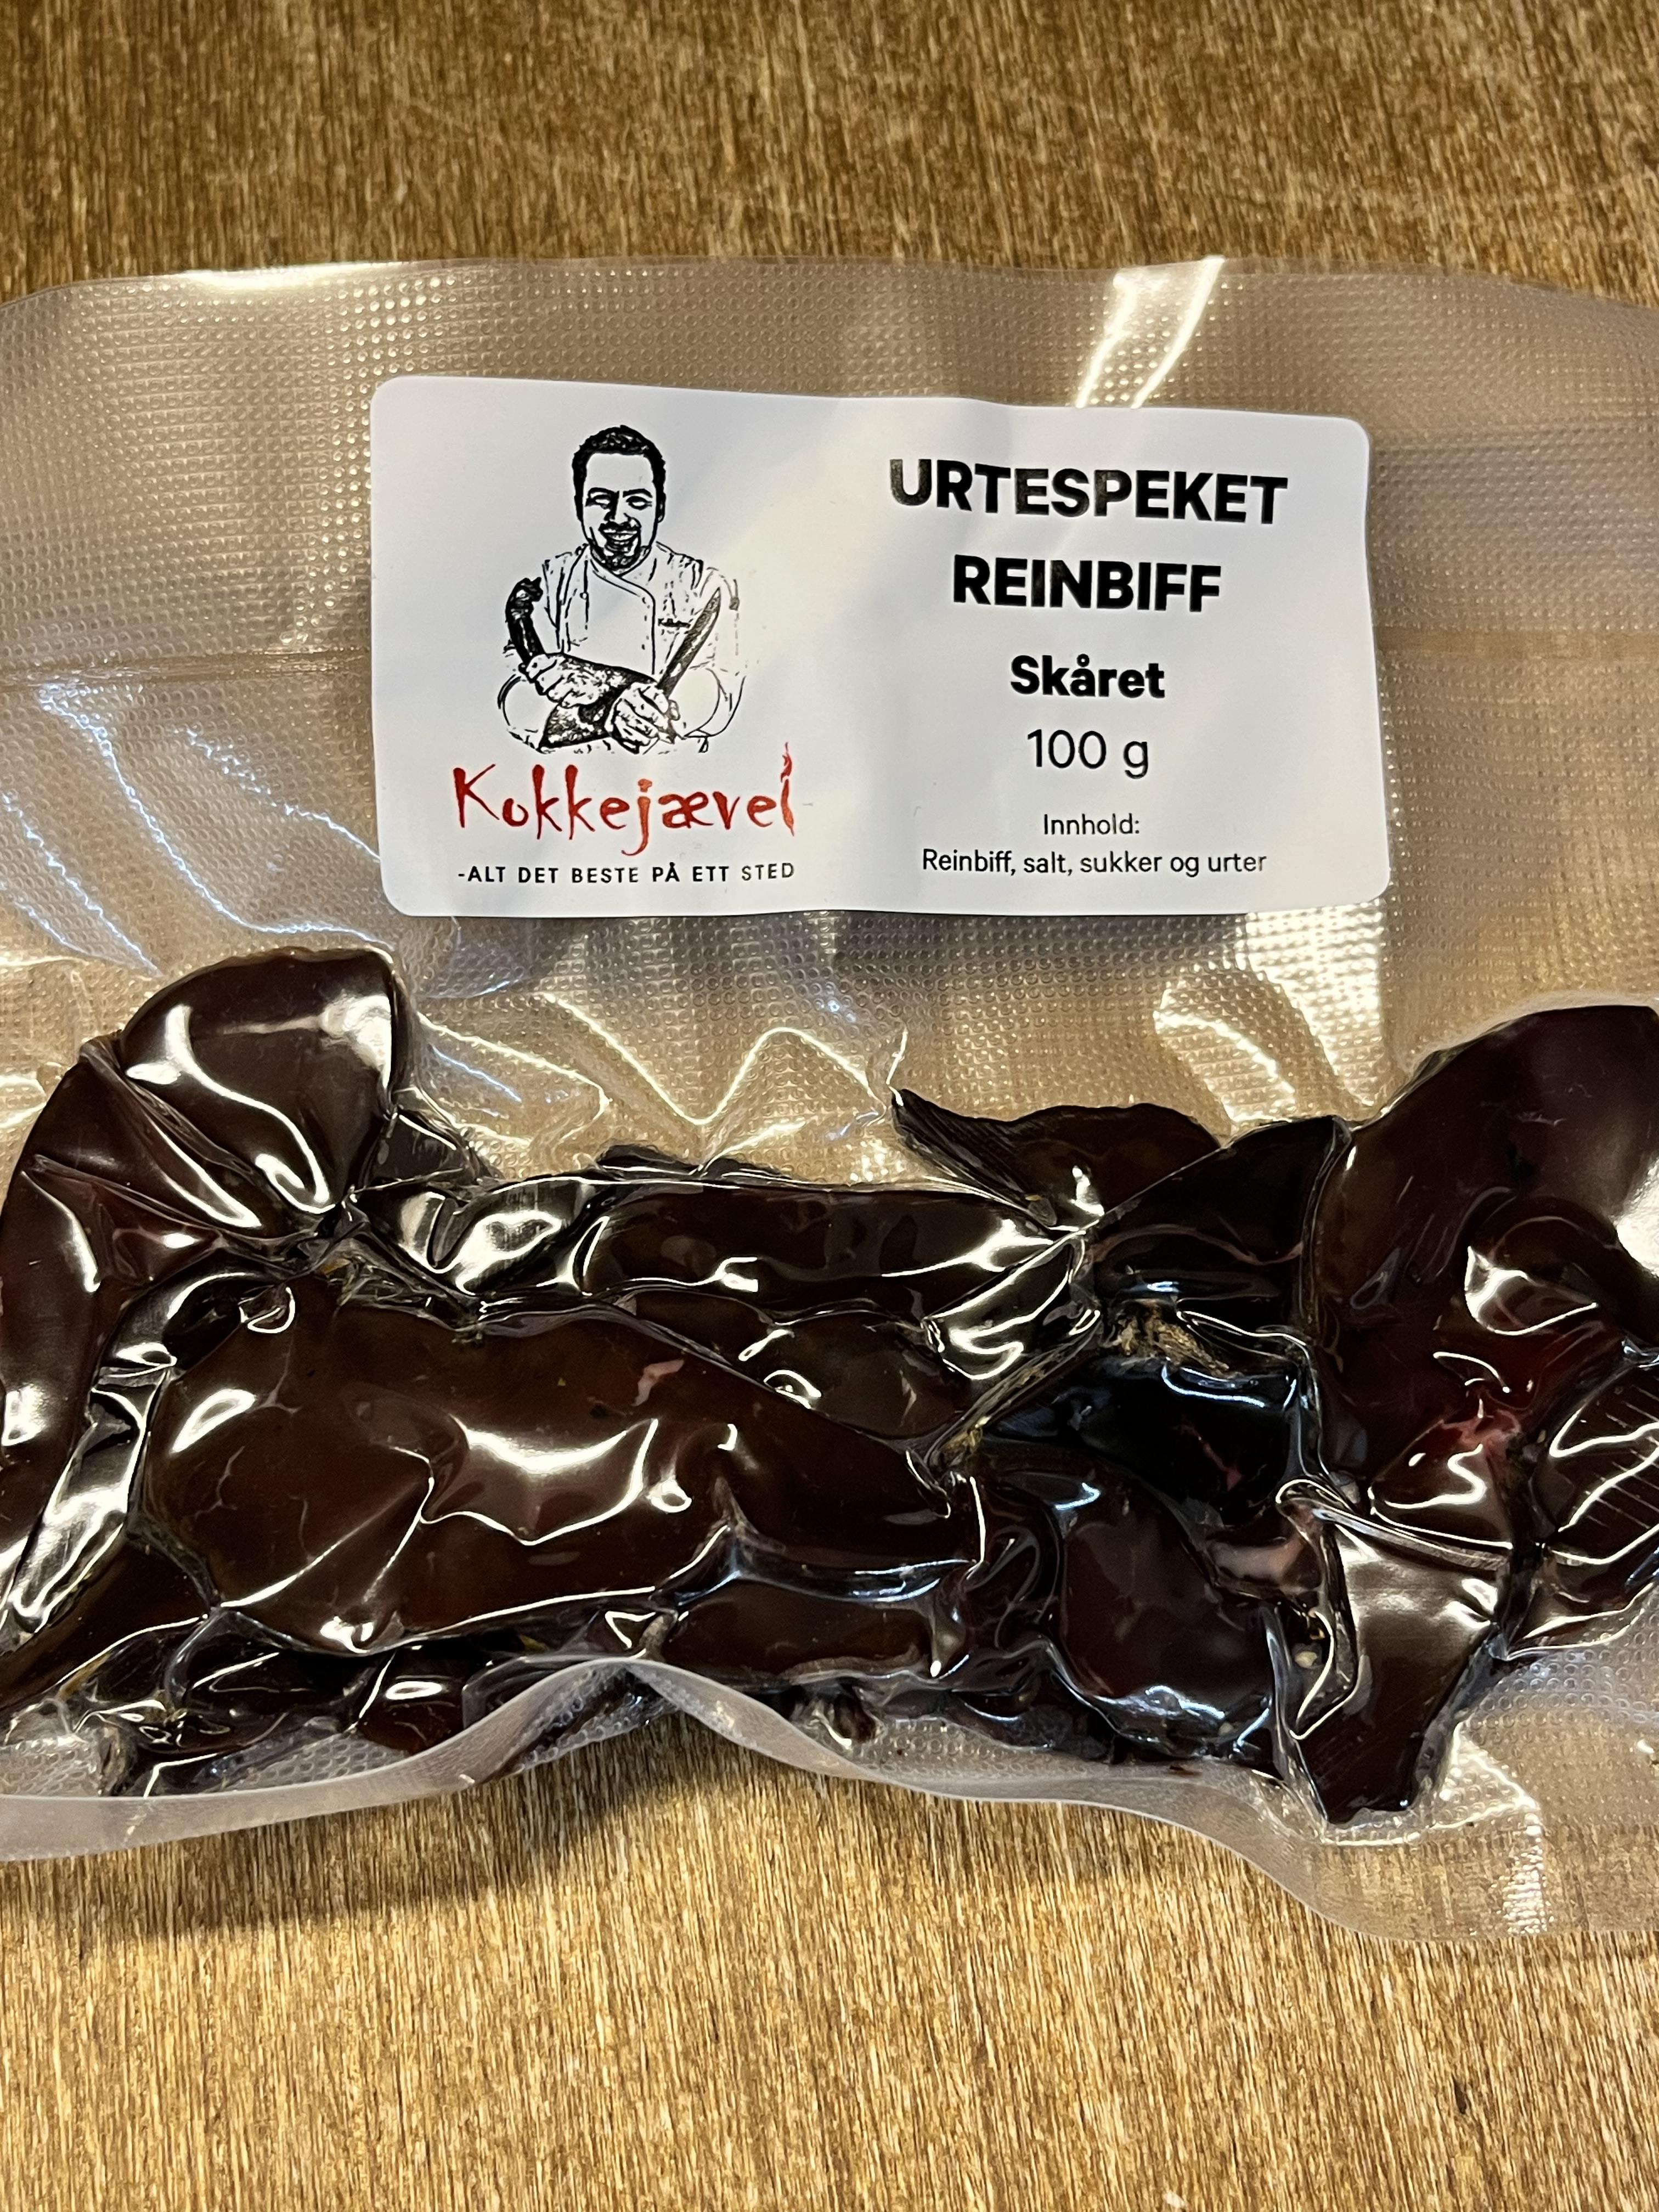 URTESPEKET
REINBIFF
Skåret
100 g
Innhold:
Reinbiff, salt, sukker og urter
Kokkejævel
-ALT DET BESTE PÅ ETT STED